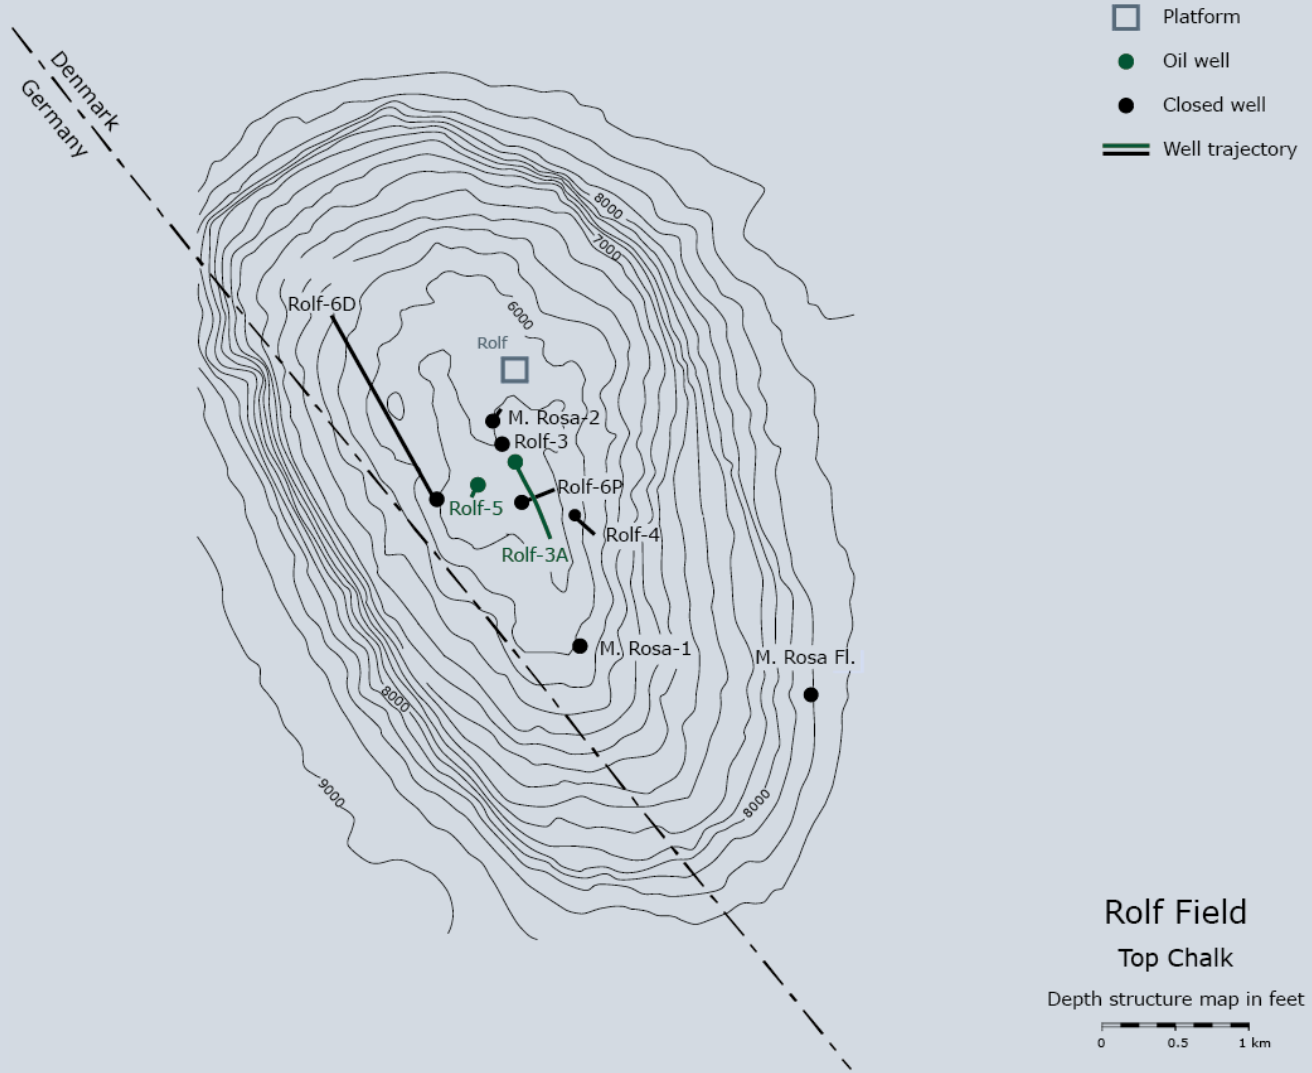 Platform
Oil well
Closed well
Well trajectory
Denmark
Germany
8000
7000
Rolf-6D
6000
Rolf
M. Rosa-2
Rolf-3
Rolf-6P
Rolf-5
Rolf-4
Rolf-3A
M. Rosa-1
M. Rosa Fl.
8000
9000
8000
Rolf Field
Top Chalk
Depth structure map in feet
0 0.5 1 km